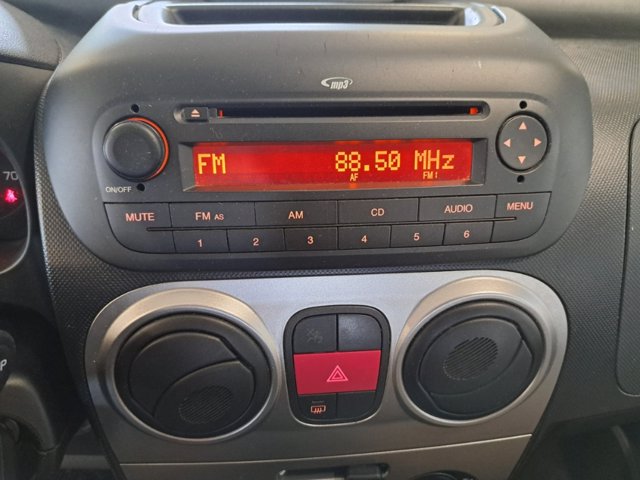 mp3
FM 88.50 MHz
AF FM1
ON/OFF
MUTE FM AS AM CD AUDIO MENU
1 2 3 4 5 6
70